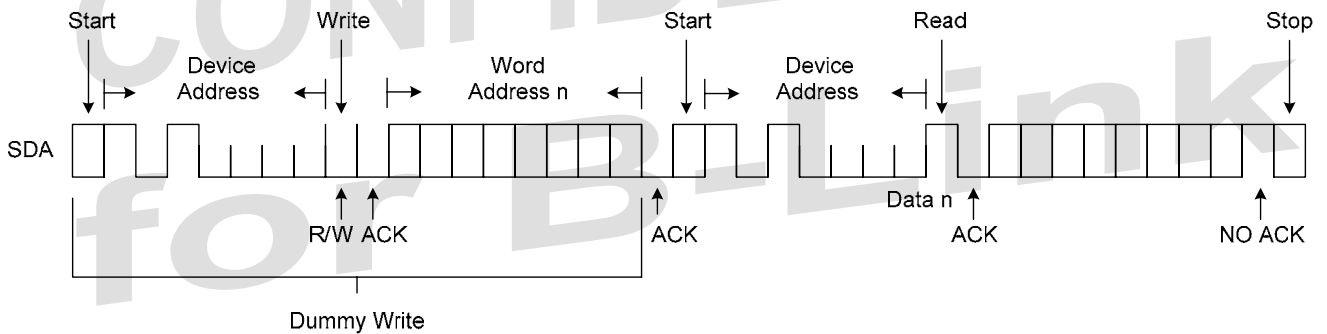 CONFIDE
for B-Link
Start
Write
Start
Read
Stop
Device
Address
Word
Address n
Device
Address
SDA
Data n
R/W ACK
ACK
ACK
NO ACK
Dummy Write